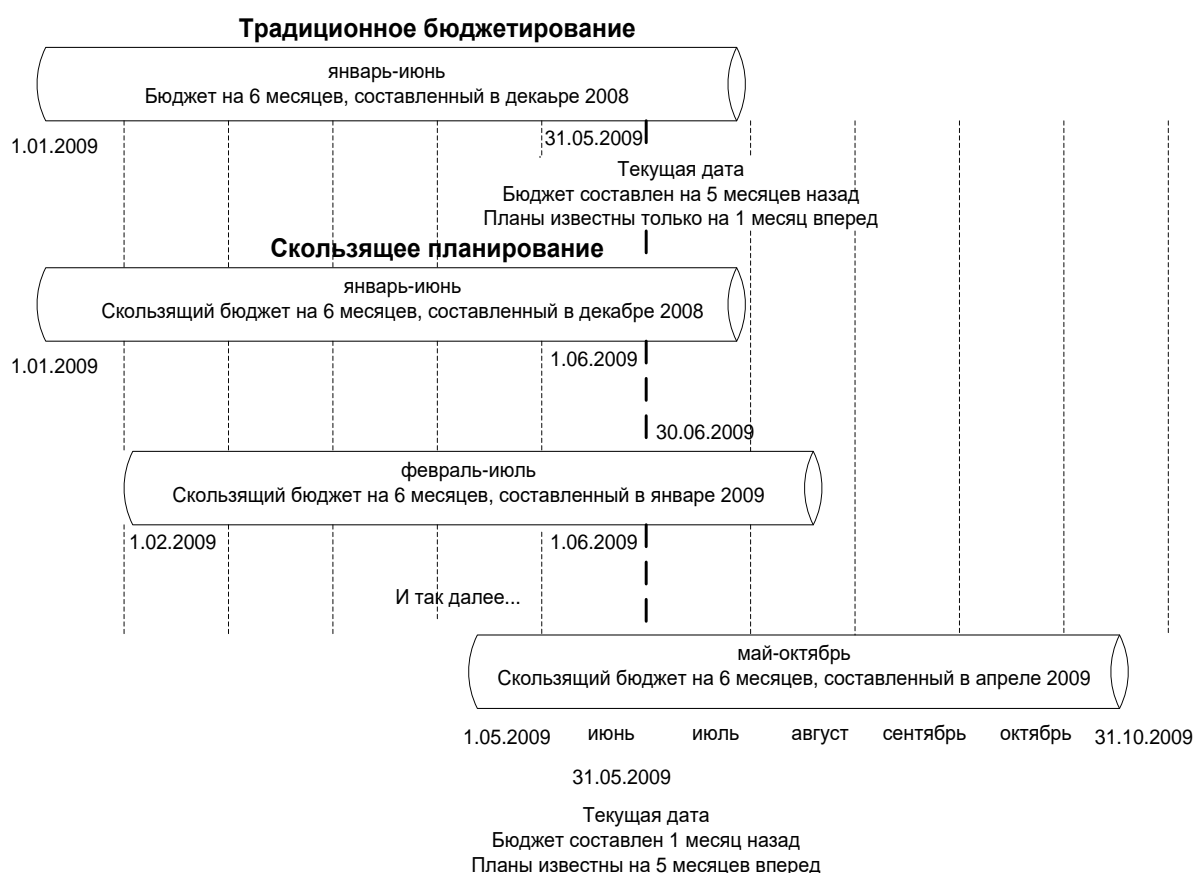 Традиционное бюджетирование
январь-июнь
Бюджет на 6 месяцев, составленный в декаьре 2008
1.01.2009
31.05.2009
Текущая дата
Бюджет составлен на 5 месяцев назад
Планы известны только на 1 месяц вперед
Скользящее планирование
январь-июнь
Скользящий бюджет на 6 месяцев, составленный в декабре 2008
1.01.2009
1.06.2009
30.06.2009
февраль-июль
Скользящий бюджет на 6 месяцев, составленный в январе 2009
1.02.2009
1.06.2009
И так далее...
май-октябрь
Скользящий бюджет на 6 месяцев, составленный в апреле 2009
1.05.2009 июнь июль август сентябрь октябрь 31.10.2009
31.05.2009
Текущая дата
Бюджет составлен 1 месяц назад
Планы известны на 5 месяцев вперед